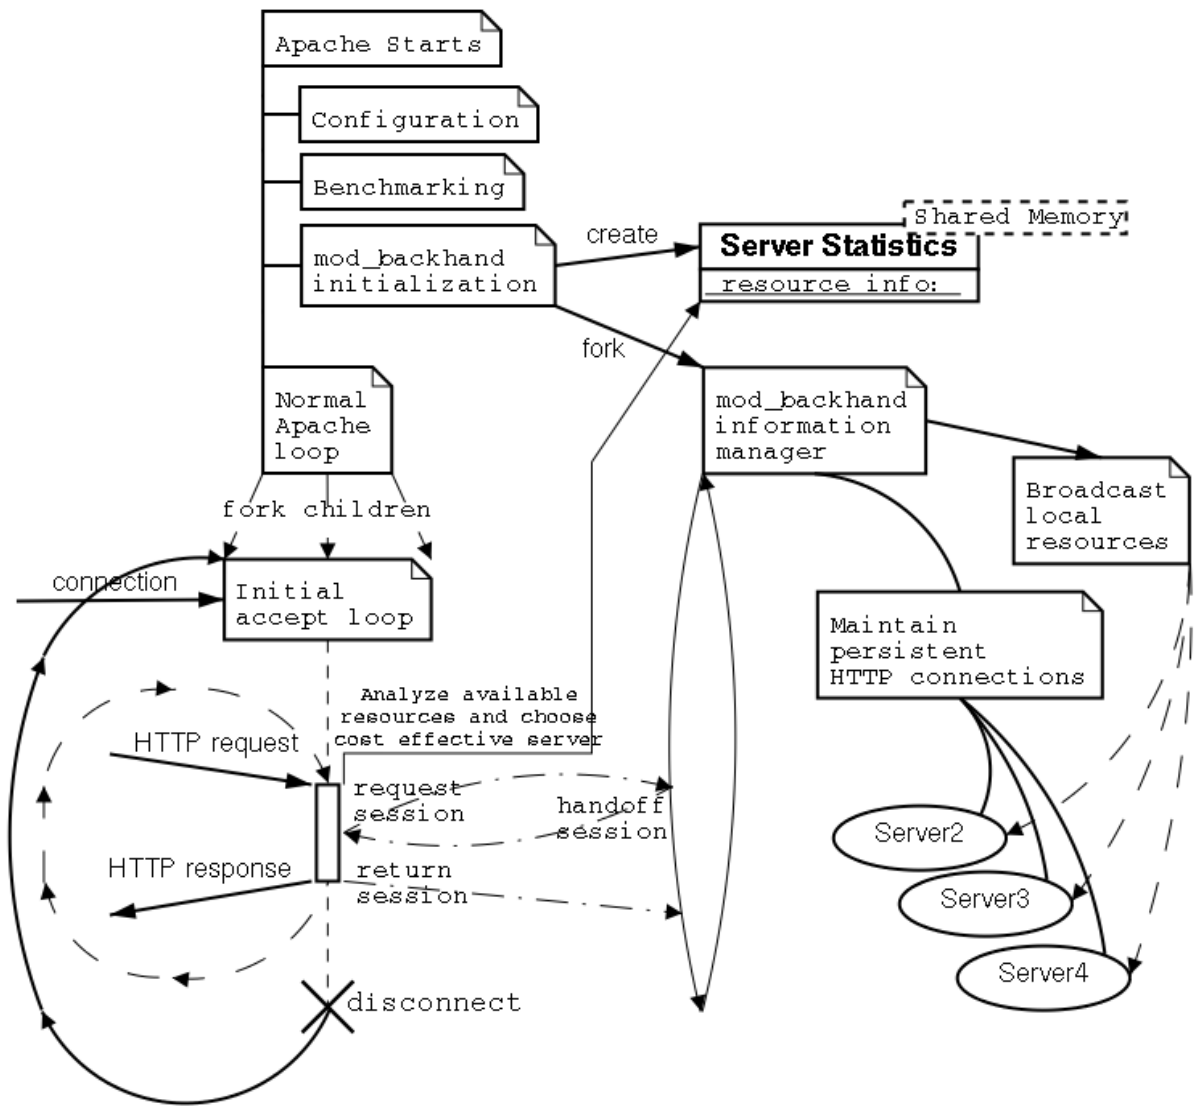 Apache Starts
Configuration
Benchmarking
mod_backhand
initialization
create
Shared Memory
Server Statistics
resource info:
fork
Normal
Apache
loop
mod_backhand
information
manager
Broadcast
local
resources
fork children
connection
Initial
accept loop
Maintain
persistent
HTTP connections
Analyze available
resources and choose
cost effective server
HTTP request
request
session
handoff
session
Server2
HTTP response
return
session
Server3
Server4
disconnect